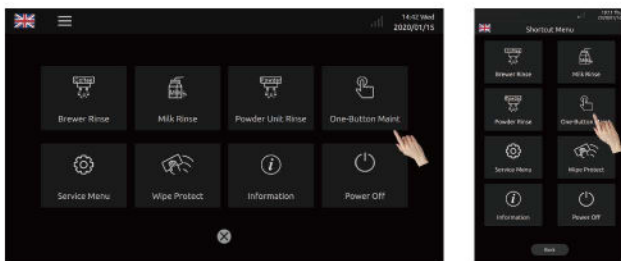 14:42 Wed
2020/01/15
Coffee
Powder
Brewer Rinse
Milk Rinse
Powder Unit Rinse
One-Button Maint
Service Menu
Wipe Protect
Information
Power Off
Shortcut Menu
Brewer Rinse
Milk Rinse
Powder Rinse
One-Button
Service Menu
Wipe Protect
Information
Power Off
Back